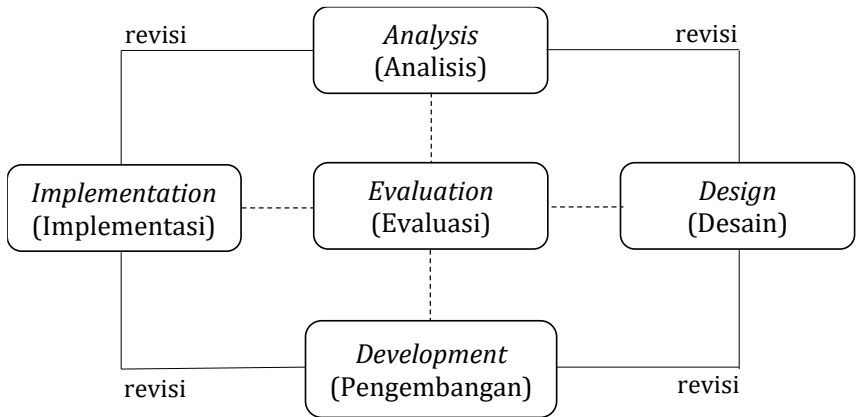 revisi
Analysis
(Analisis)
revisi
Implementation
(Implementasi)
Evaluation
(Evaluasi)
Design
(Desain)
revisi
Development
(Pengembangan)
revisi